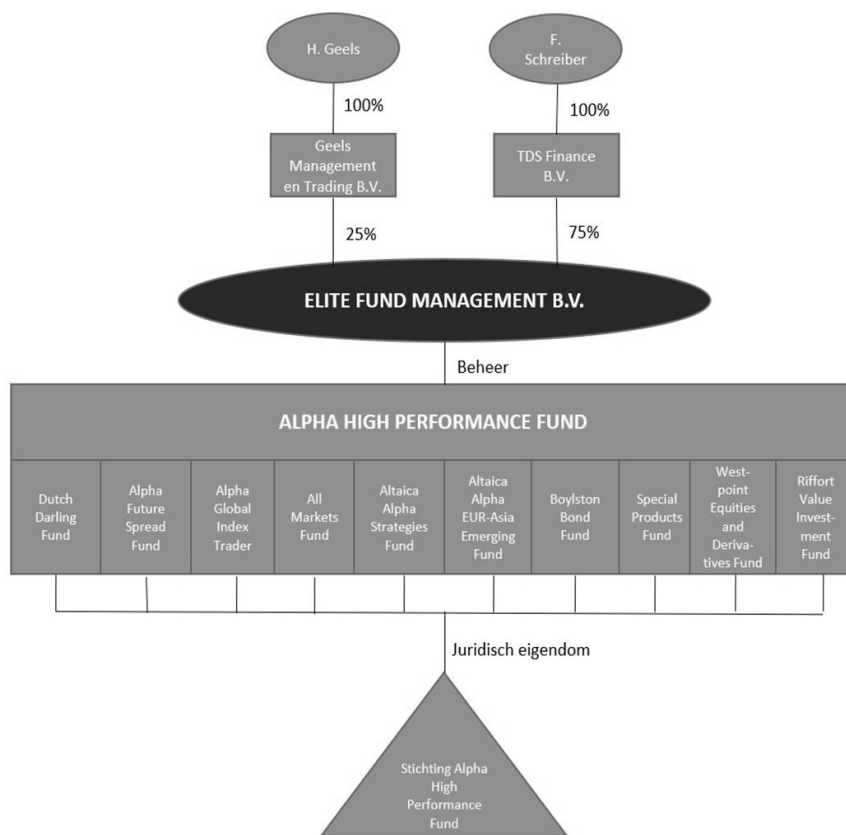 H. Geels
F.
Schreiber
100%
100%
Geels
Management
en Trading B.V.
TDS Finance
B.V.
25%
75%
ELITE FUND MANAGEMENT B.V.
Beheer
ALPHA HIGH PERFORMANCE FUND
Dutch
Darling
Fund
Alpha
Future
Spread
Fund
Alpha
Global
Index
Trader
All
Markets
Fund
Altaica
Alpha
Strategies
Fund
Altaica
Alpha
EUR-Asia
Emerging
Fund
Boylston
Bond
Fund
Special
Products
Fund
West-
point
Equities
and
Deriva-
tives Fund
Riffort
Value
Invest-
ment
Fund
Juridisch eigendom
Stichting Alpha
High
Performance
Fund